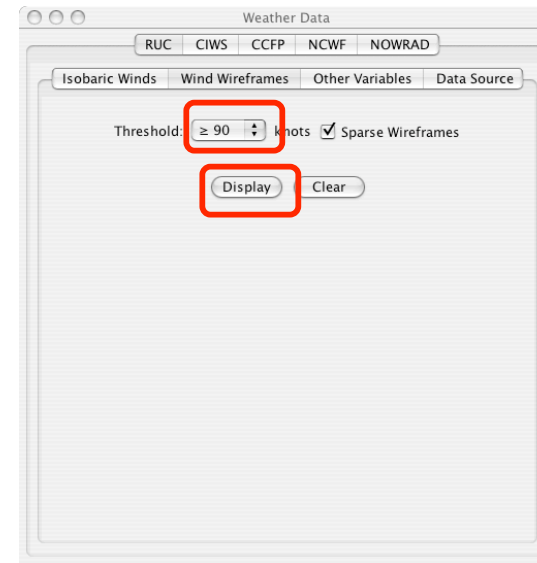 Weather Data
RUC CIWS CCFP NCWF NOWRAD
Isobaric Winds Wind Wireframes Other Variables Data Source
Threshold: ≥ 90 knots Sparse Wireframes
Display Clear